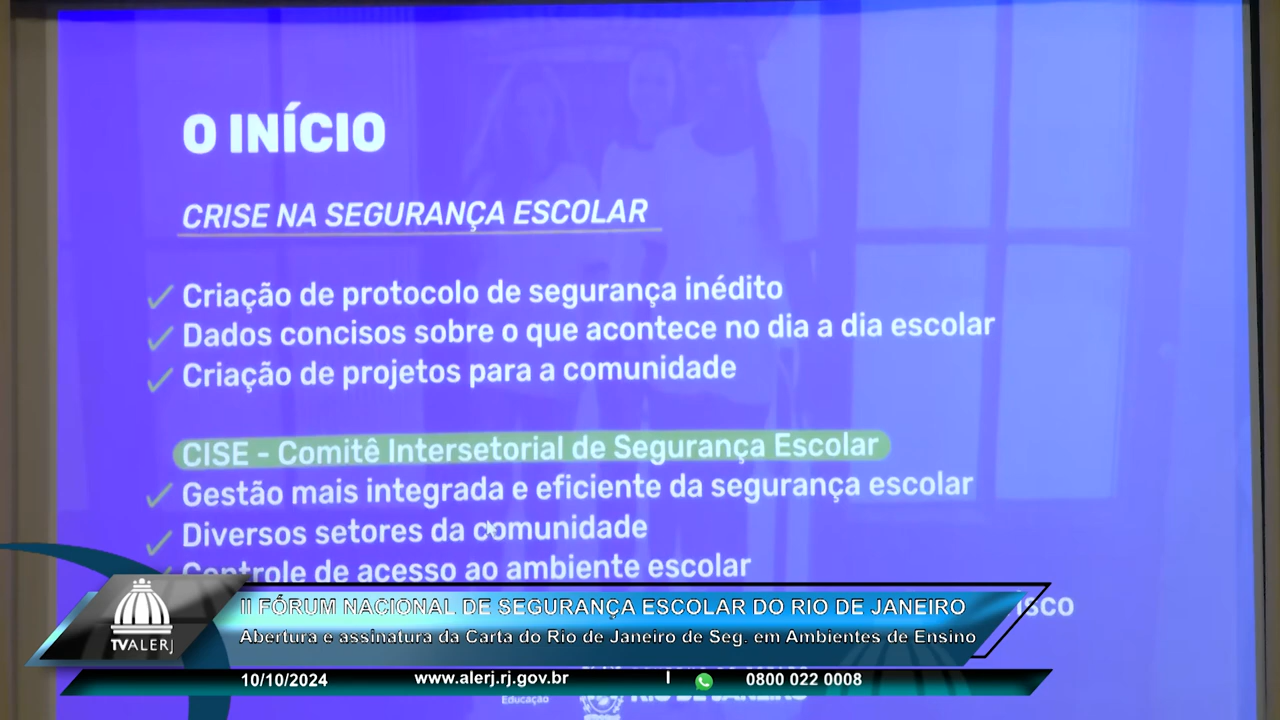 O INÍCIO
CRISE NA SEGURANÇA ESCOLAR
Criação de protocolo de segurança inédito
Dados concisos sobre o que acontece no dia a dia escolar
Criação de projetos para a comunidade
CISE - Comitê Intersetorial de Segurança Escolar
Gestão mais integrada e eficiente da segurança escolar
Diversos setores da comunidade
Controle de acesso ao ambiente escolar
II FÓRUM NACIONAL DE SEGURANÇA ESCOLAR DO RIO DE JANEIRO
Abertura e assinatura da Carta do Rio de Janeiro de Seg. em Ambientes de Ensino
TVALERJ
10/10/2024 www.alerj.rj.gov.br | 0800 022 0008
Educação
RIO DE JANEIRO